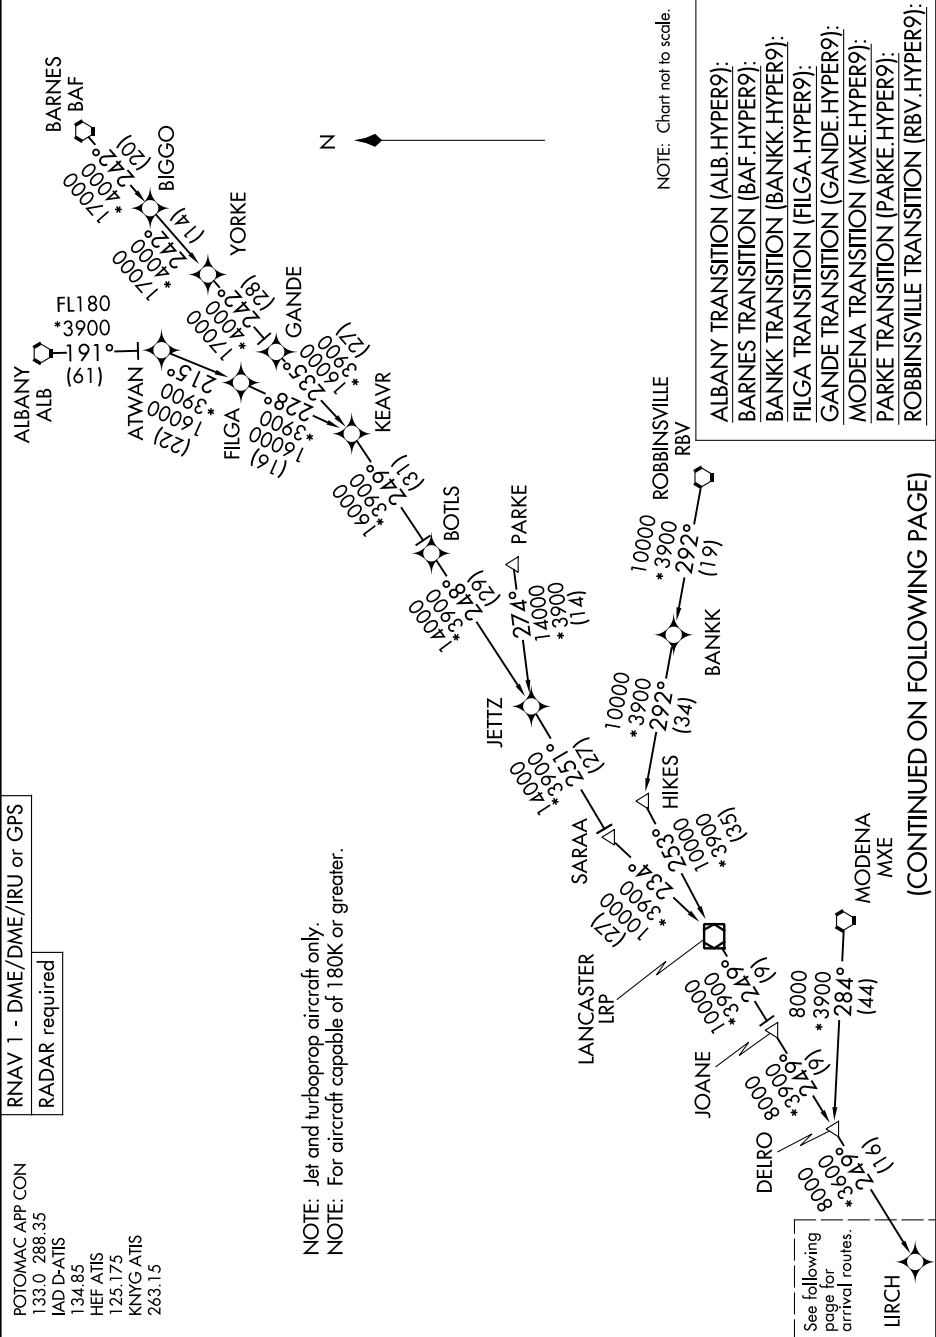 POTOMAC APP CON
133.0 288.35
IAD D-ATIS
134.85
HEF ATIS
125.175
KNYG ATIS
263.15
RNAV 1 - DME/DME/IRU or GPS
RADAR required
ALBANY
ALB
FL180
*3900
191°
(61)
BARNES
BAF
17000
*4000
242°
(20)
BIGGO
17000
*4000
242°
(14)
YORKE
17000
*4000
242°
(28)
GANDE
ATWAN
16000
*3900
215°
(22)
FILGA
16000
*3900
228°
(16)
235°
16000
*3900
(27)
KEAVR
16000
*3900
249°
(31)
BOTLS
14000
*3900
248°
(29)
PARKE
274°
14000
*3900
(14)
JETTZ
14000
*3900
251°
(27)
SARAA
234°
10000
*3900
(27)
ROBBINSVILLE
RBV
10000
*3900
292°
(19)
BANKK
10000
*3900
292°
(34)
HIKES
253°
10000
*3900
(35)
LANCASTER
LRP
10000
*3900
249°
(9)
JOANE
8000
*3900
249°
(9)
MODENA
MXE
8000
*3900
284°
(44)
DELRO
8000
*3600
249°
(16)
LIRCH
See following
page for
arrival routes.
N
NOTE: Jet and turboprop aircraft only.
NOTE: For aircraft capable of 180K or greater.
NOTE: Chart not to scale.
ALBANY TRANSITION (ALB.HYPER9):
BARNES TRANSITION (BAF.HYPER9):
BANKK TRANSITION (BANKK.HYPER9):
FILGA TRANSITION (FILGA.HYPER9):
GANDE TRANSITION (GANDE.HYPER9):
MODENA TRANSITION (MXE.HYPER9):
PARKE TRANSITION (PARKE.HYPER9):
ROBBINSVILLE TRANSITION (RBV.HYPER9):
(CONTINUED ON FOLLOWING PAGE)